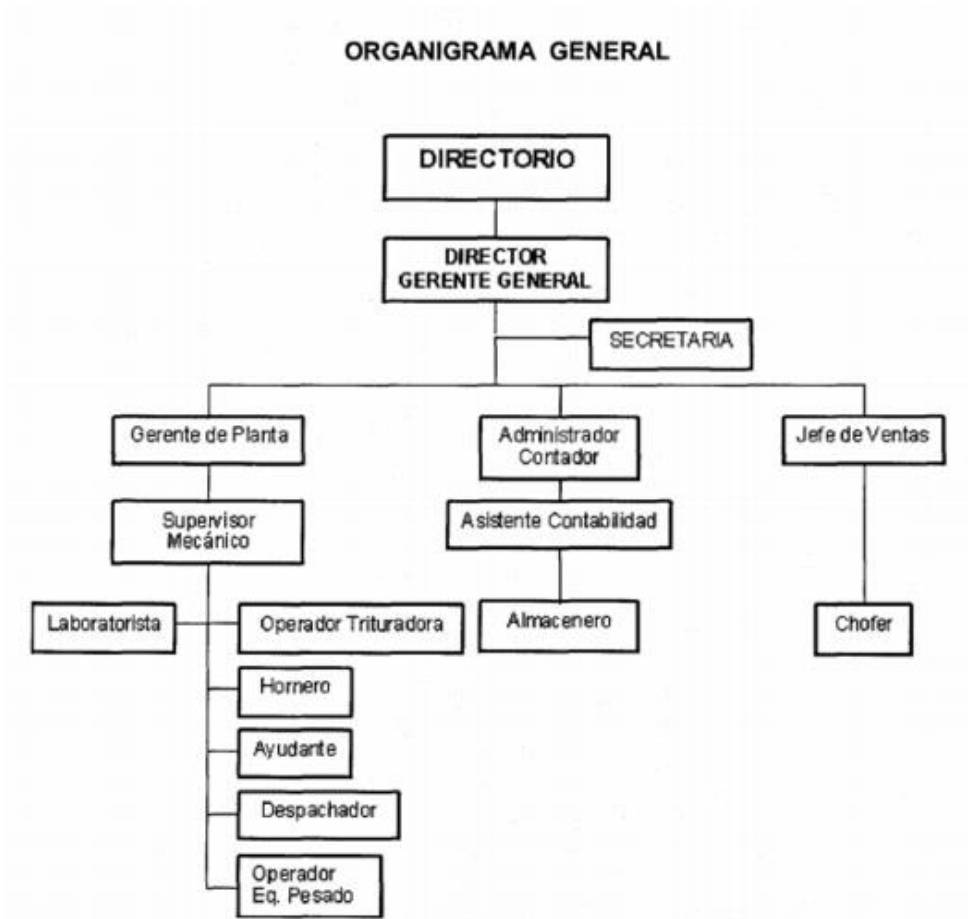 ORGANIGRAMA GENERAL
DIRECTORIO
DIRECTOR
GERENTE GENERAL
SECRETARIA
Gerente de Planta
Administrador
Contador
Jefe de Ventas
Supervisor
Mecánico
Asistente Contabilidad
Laboratorista
Operador Trituradora
Almacenero
Chofer
Hornero
Ayudante
Despachador
Operador
Eq. Pesado